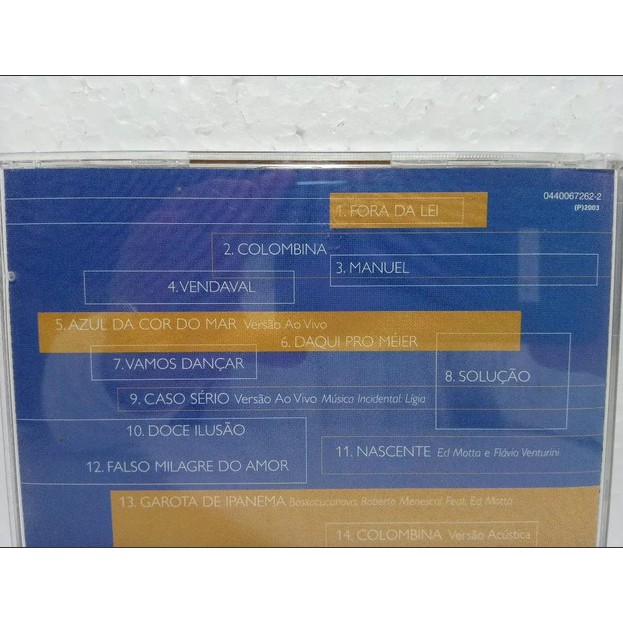 0440067262-2
(P)2003
1. FORA DA LEI
2. COLOMBINA
3. MANUEL
4. VENDAVAL
5. AZUL DA COR DO MAR Versão Ao Vivo
6. DAQUI PRO MÉIER
7. VAMOS DANÇAR
8. SOLUÇÃO
9. CASO SÉRIO Versão Ao Vivo Música Incidental: Lígia
10. DOCE ILUSÃO
11. NASCENTE Ed Motta e Flávio Venturini
12. FALSO MILAGRE DO AMOR
13. GAROTA DE IPANEMA Bossacucanova, Roberto Menescal Feat. Ed Motta
14. COLOMBINA Versão Acústica